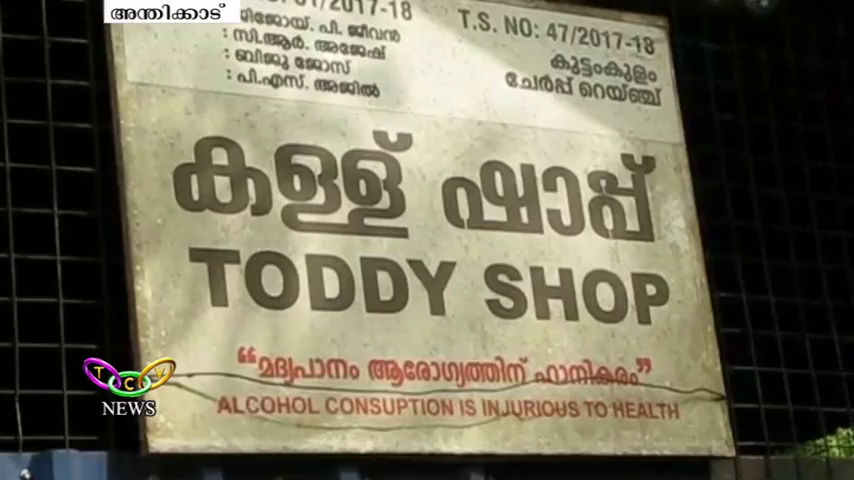 അന്തിക്കാട്
/2017-18
T.S. NO: 47/2017-18
ജോയ്. പി. ജീവൻ
: സി.ആർ. അജേഷ്
: ബിജു ജോസ്
: പി.എസ്. അജിൽ
കുട്ടംകുളം
ചേർപ്പ് റെയ്ഞ്ച്
കള്ള് ഷാപ്പ്
TODDY SHOP
“മദ്യപാനം ആരോഗ്യത്തിന് ഹാനികരം”
ALCOHOL CONSUPTION IS INJURIOUS TO HEALTH
TCV
NEWS